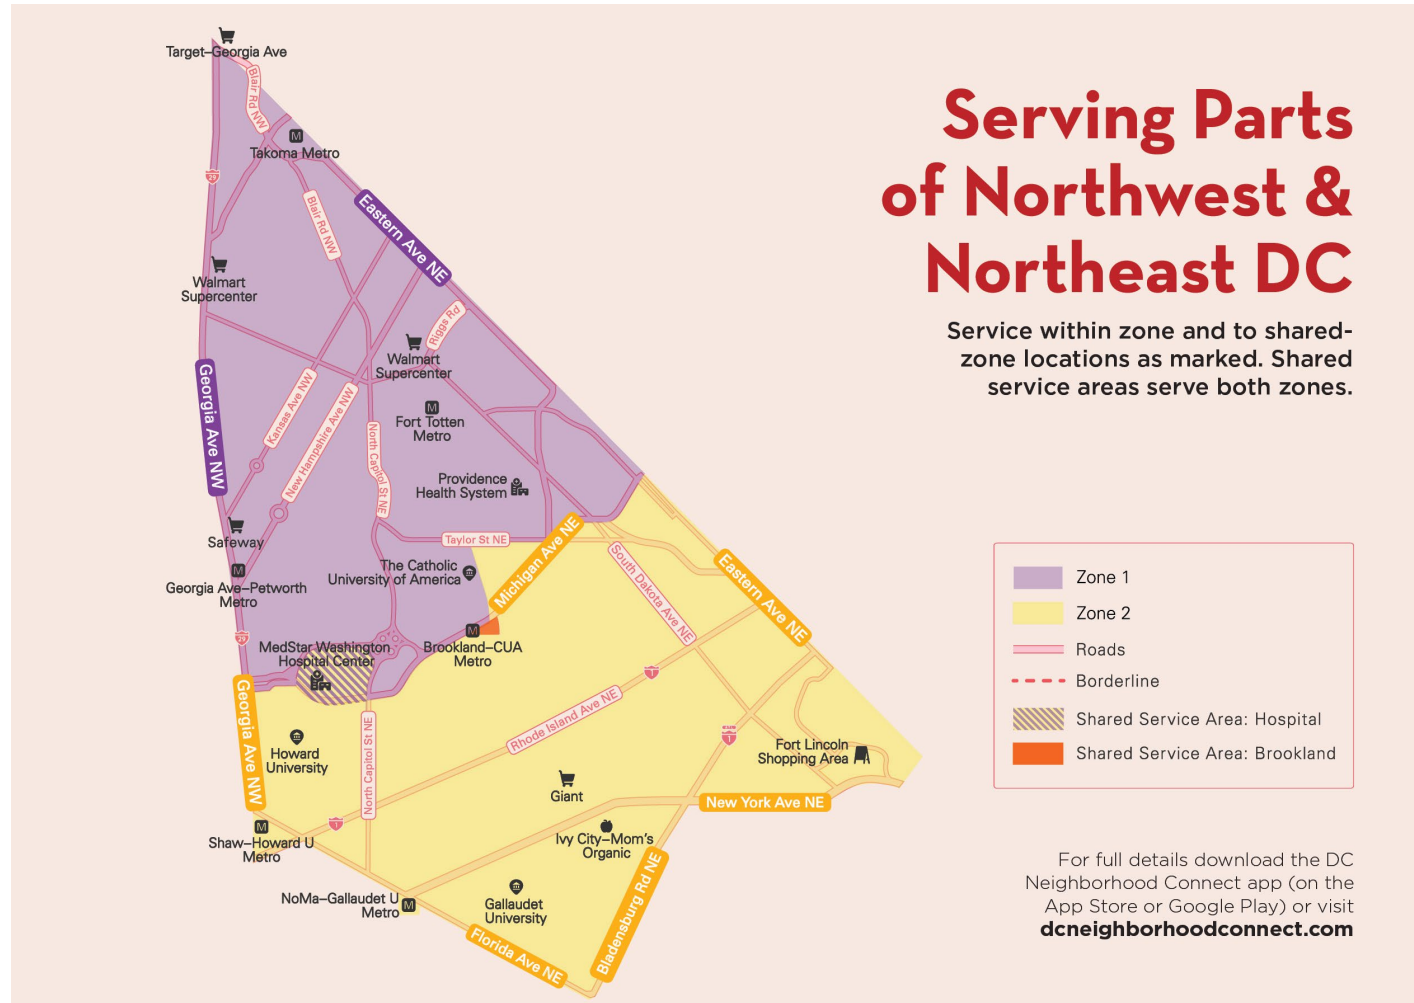 Serving Parts
of Northwest &
Northeast DC
Service within zone and to shared-
zone locations as marked. Shared
service areas serve both zones.
Target–Georgia Ave
Blair Rd NW
M
Takoma Metro
29
Blair Rd NW
Eastern Ave NE
Walmart
Supercenter
Riggs Rd
Walmart
Supercenter
Georgia Ave NW
Kansas Ave NW
New Hampshire Ave NW
M
Fort Totten
Metro
North Capitol St NE
Providence
Health System
Safeway
Taylor St NE
Michigan Ave NE
The Catholic
University of America
M
Georgia Ave–Petworth
Metro
South Dakota Ave NE
Eastern Ave NE
29
MedStar Washington
Hospital Center
M
Brookland–CUA
Metro
1
Georgia Ave NW
Howard
University
North Capitol St NE
Rhode Island Ave NE
1
Fort Lincoln
Shopping Area
Giant
New York Ave NE
1
M
Shaw–Howard U
Metro
Ivy City–Mom's
Organic
Bladensburg Rd NE
NoMa–Gallaudet U
Metro
M
Gallaudet
University
Florida Ave NE
Zone 1
Zone 2
Roads
Borderline
Shared Service Area: Hospital
Shared Service Area: Brookland
For full details download the DC
Neighborhood Connect app (on the
App Store or Google Play) or visit
dcneighborhoodconnect.com